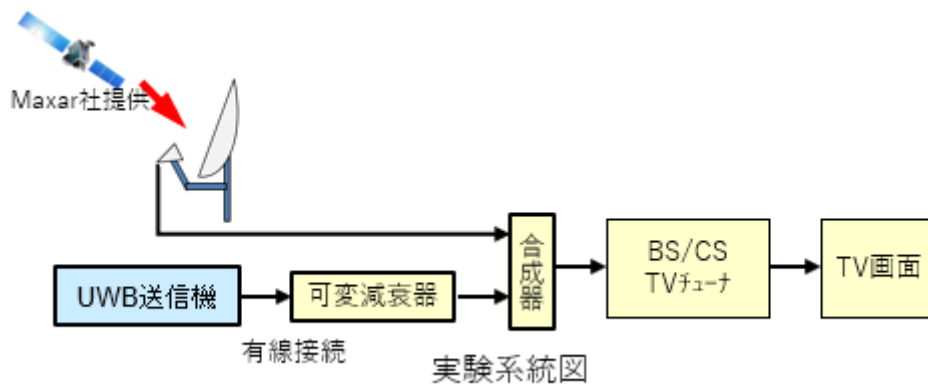 Maxar社提供
合成器
BS/CS
TVﾁｭｰﾅ
TV画面
UWB送信機
可変減衰器
有線接続
実験系統図